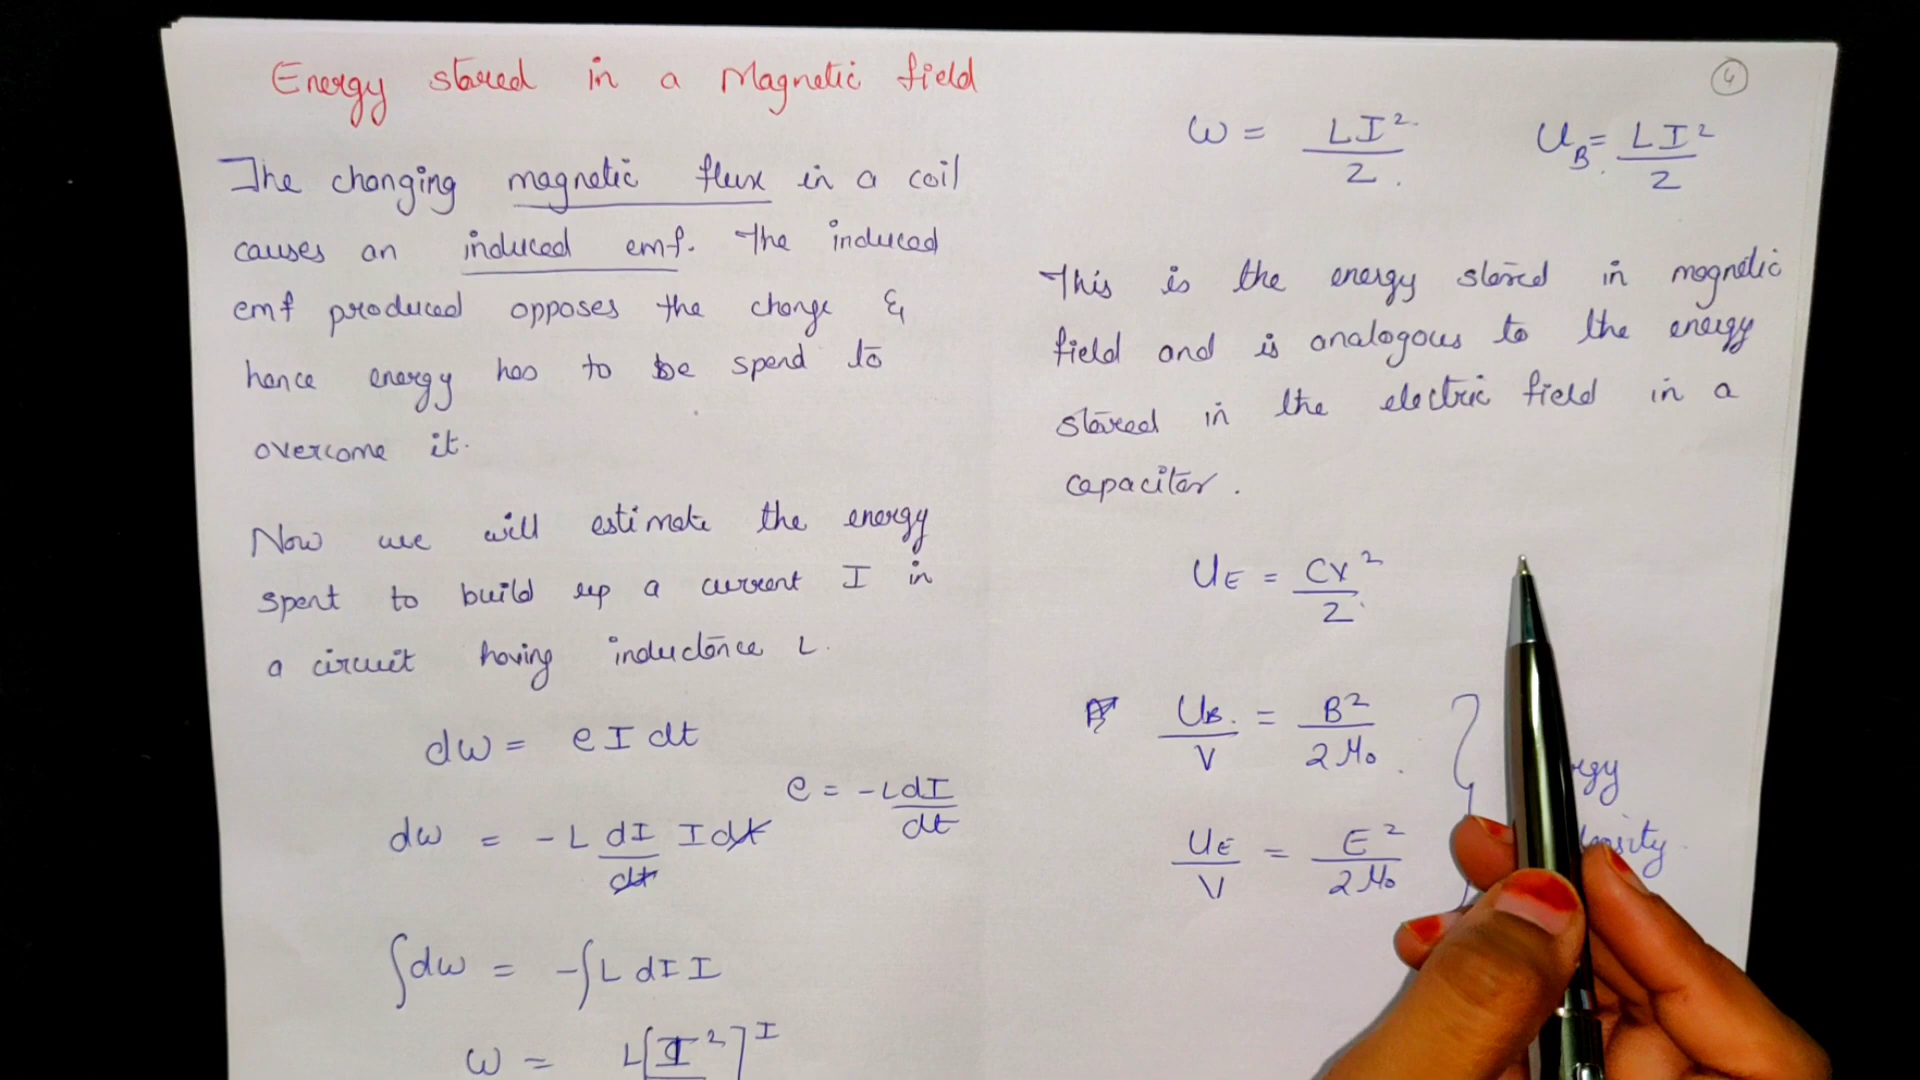 Energy stored in a Magnetic field
The changing magnetic flux in a coil
causes an induced emf. The induced
emf produced opposes the change &
hence energy has to be spend to
overcome it.
Now we will estimate the energy
spent to build up a current I in
a circuit having inductance L.
dw = e I dt
e = -L dI/dt
dw = -L dI/dt I dt
∫dw = -∫L dI I
w = L[I²]^I
4
w = LI²/2    U_B = LI²/2
This is the energy stored in magnetic
field and is analogous to the energy
stored in the electric field in a
capacitor.
U_E = CV²/2
U_B/V = B²/2μ₀
U_E/V = E²/2μ₀